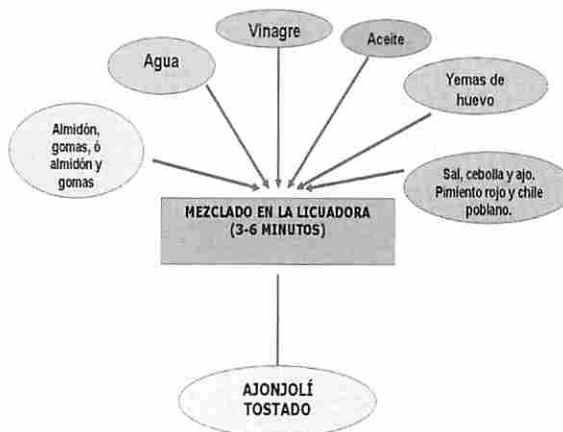 Vinagre
Aceite
Agua
Yemas de
huevo
Almidón,
gomas, ó
almidón y
gomas
Sal, cebolla y ajo.
Pimiento rojo y chile
poblano.
MEZCLADO EN LA LICUADORA
(3-6 MINUTOS)
AJONJOLÍ
TOSTADO